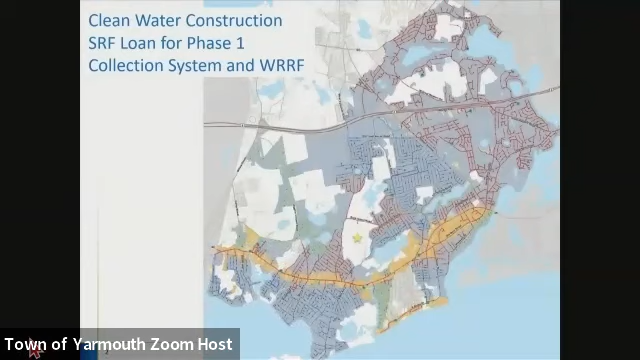 Clean Water Construction
SRF Loan for Phase 1
Collection System and WRRF
Town of Yarmouth Zoom Host